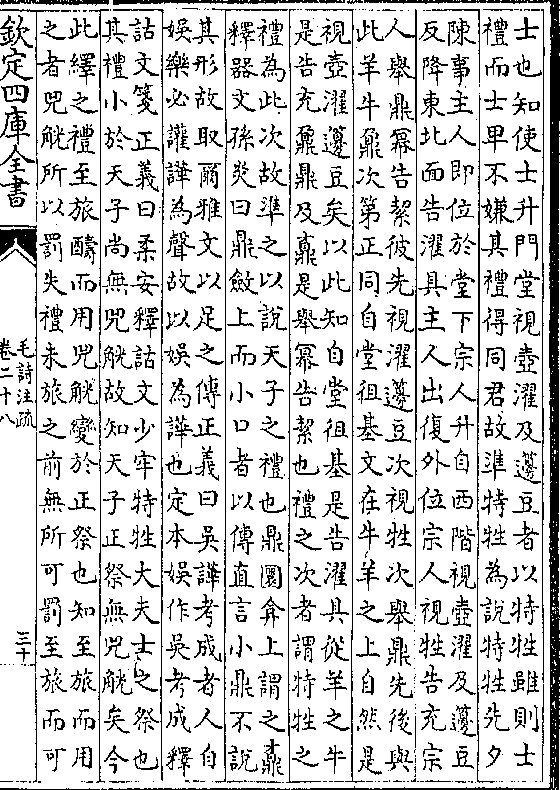 士也知使士升門堂視壺濯及籩豆者以特牲雖則士
禮而士卑不嫌其禮得同君故準特牲為說特牲先夕
陳事主人即位於堂下宗人升自西階視壺濯及籩豆
反降東北面告濯具主人出復外位宗人視牲告充宗
人舉鼎冪告絜彼先視濯籩豆次視牲次舉鼎先後與
此羊牛鼐次第正同自堂徂基文在牛羊之上自然是
視壺濯籩豆矣以此知自堂徂基是告濯具從羊之牛
是告充鼐鼎及鼒是舉冪告絜也禮之次者謂特牲之
禮為此次故準之以說天子之禮也鼎圜弇上謂之鼒
釋器文孫炎曰鼎斂上而小口者以傳直言小鼎不說
其形故取爾雅文以足之傳正義曰吳譁考成者人自
娛樂必讙譁為聲故以娛為譁也定本娛作吳考成釋
詁文箋正義曰柔安釋詁文少牢特牲大夫士之祭也
其禮小於天子尚無兕觥故知天子正祭無兕觥矣今
此繹之禮至旅醻而用兕觥變於正祭也知至旅而用
之者兕觥所以罰失禮未旅之前無所可罰至旅而可
欽定四庫全書
毛詩注疏
卷二十八
三十